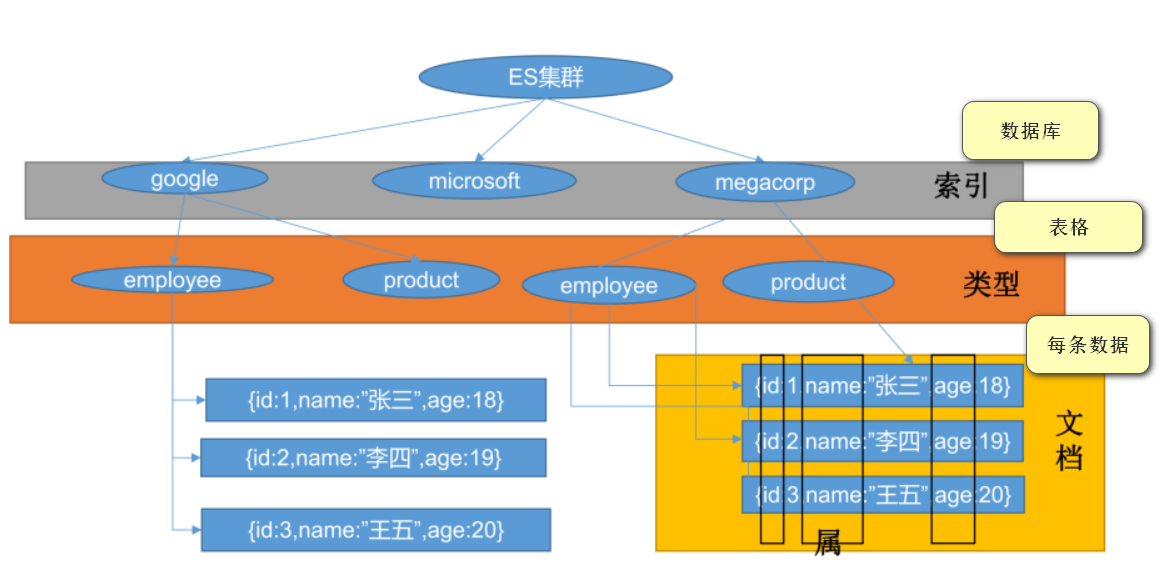 ES集群
数据库
google
microsoft
megacorp
索引
表格
employee
product
employee
product
类型
每条数据
{id:1,name:”张三”,age:18}
{id:2,name:”李四”,age:19}
{id:3,name:”王五”,age:20}
{id:1,name:”张三”,age:18}
{id:2,name:”李四”,age:19}
{id:3,name:”王五”,age:20}
文档
属